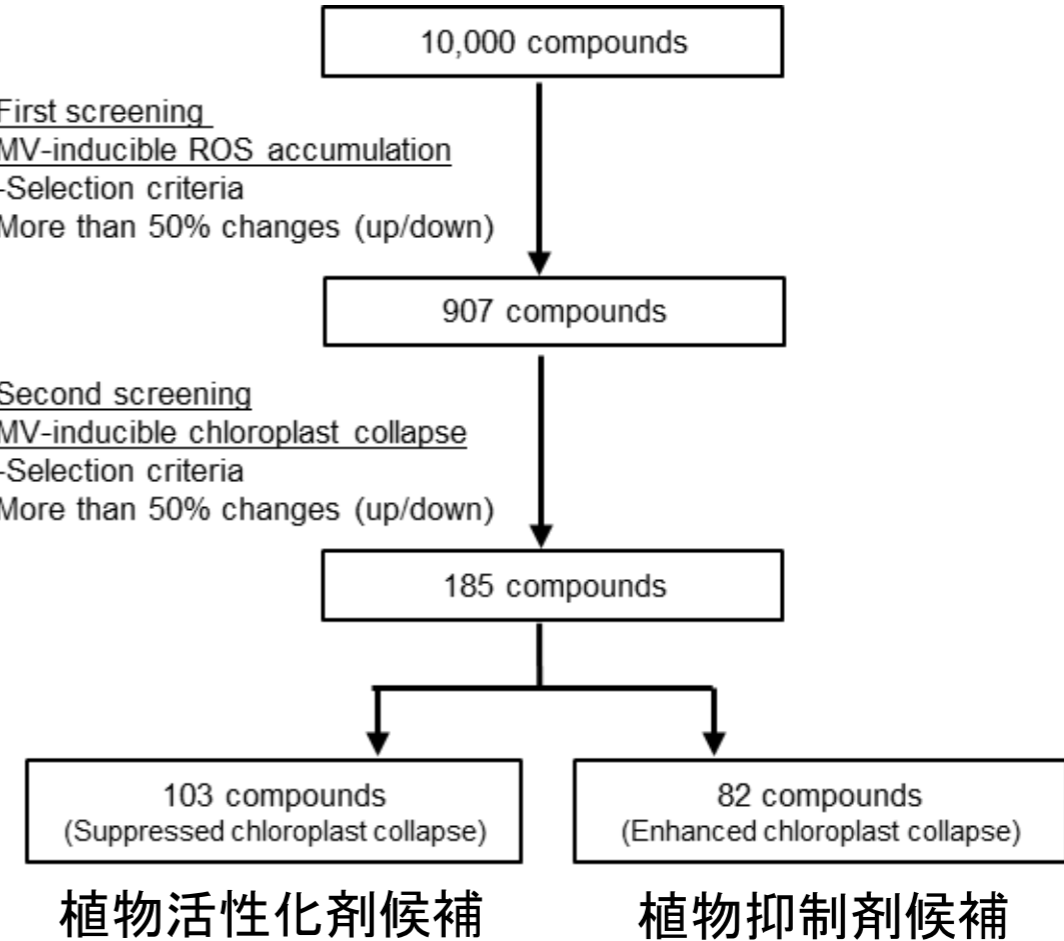 10,000 compounds
First screening
MV-inducible ROS accumulation
-Selection criteria
More than 50% changes (up/down)
907 compounds
Second screening
MV-inducible chloroplast collapse
-Selection criteria
More than 50% changes (up/down)
185 compounds
103 compounds
(Suppressed chloroplast collapse)
82 compounds
(Enhanced chloroplast collapse)
植物活性化剤候補
植物抑制剤候補